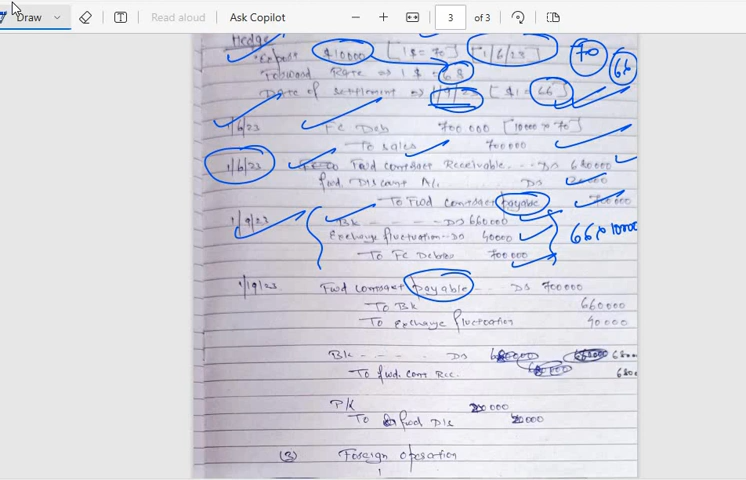 Draw
Read aloud
Ask Copilot
3 of 3
Hedge
Export $10000 [1$ = 70] [1/6/23] 70 66
Forward Rate ⇒ 1 $ = 68
Date of settlement ⇒ 1/9/23 [$1 = 66]
1/6/23 Fc Deb 700 000 [10000 × 70]
To sales 700000
1/6/23 Fwd contract Receivable.... Dr 680000
fwd. Discount A/c Dr 20000
To Fwd contract payable 700000
1/9/23 Bk - - - - Dr 660000
Exchange fluctuation...Dr 40000 66×10000
To Fc Debtor 700000
1/9/23 Fwd contract payable... Dr 700000
To Bk 660000
To Exchange fluctuation 40000
Bk - - - - Dr
To fwd. cont Rec.
P/L 20000
To fwd Dis 20000
(3) Foreign operation